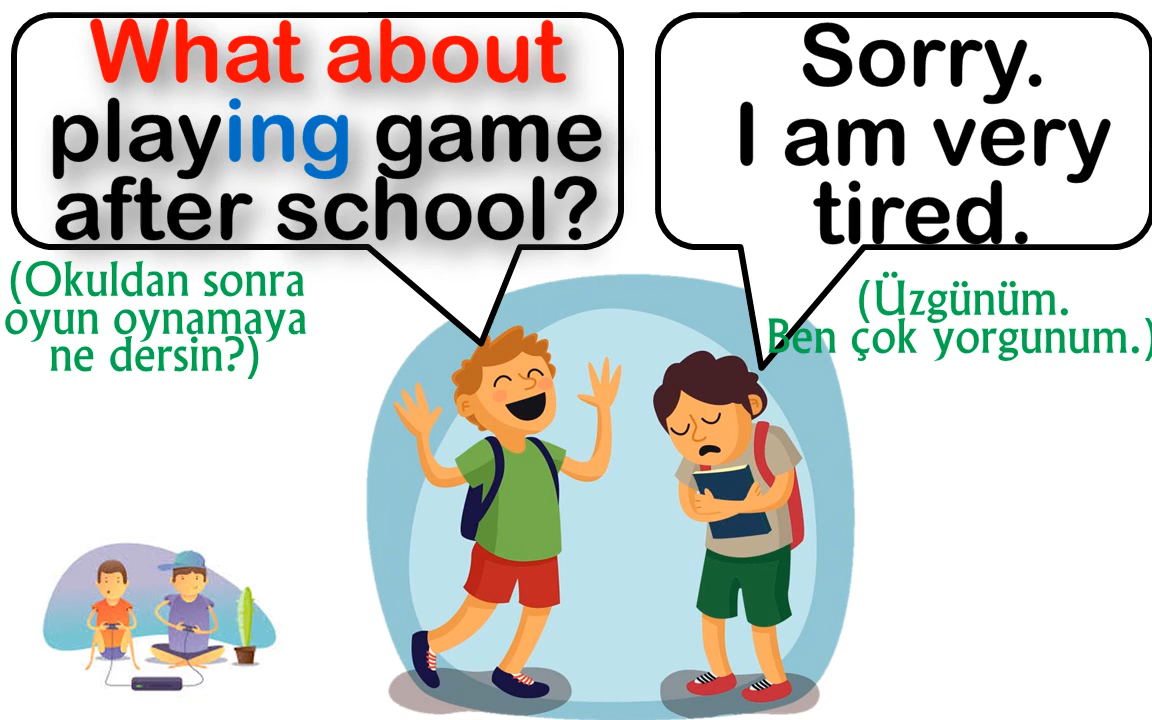 What about
playing game
after school?
Sorry.
I am very
tired.
(Okuldan sonra
oyun oynamaya
ne dersin?)
(Üzgünüm.
Ben çok yorgunum.)